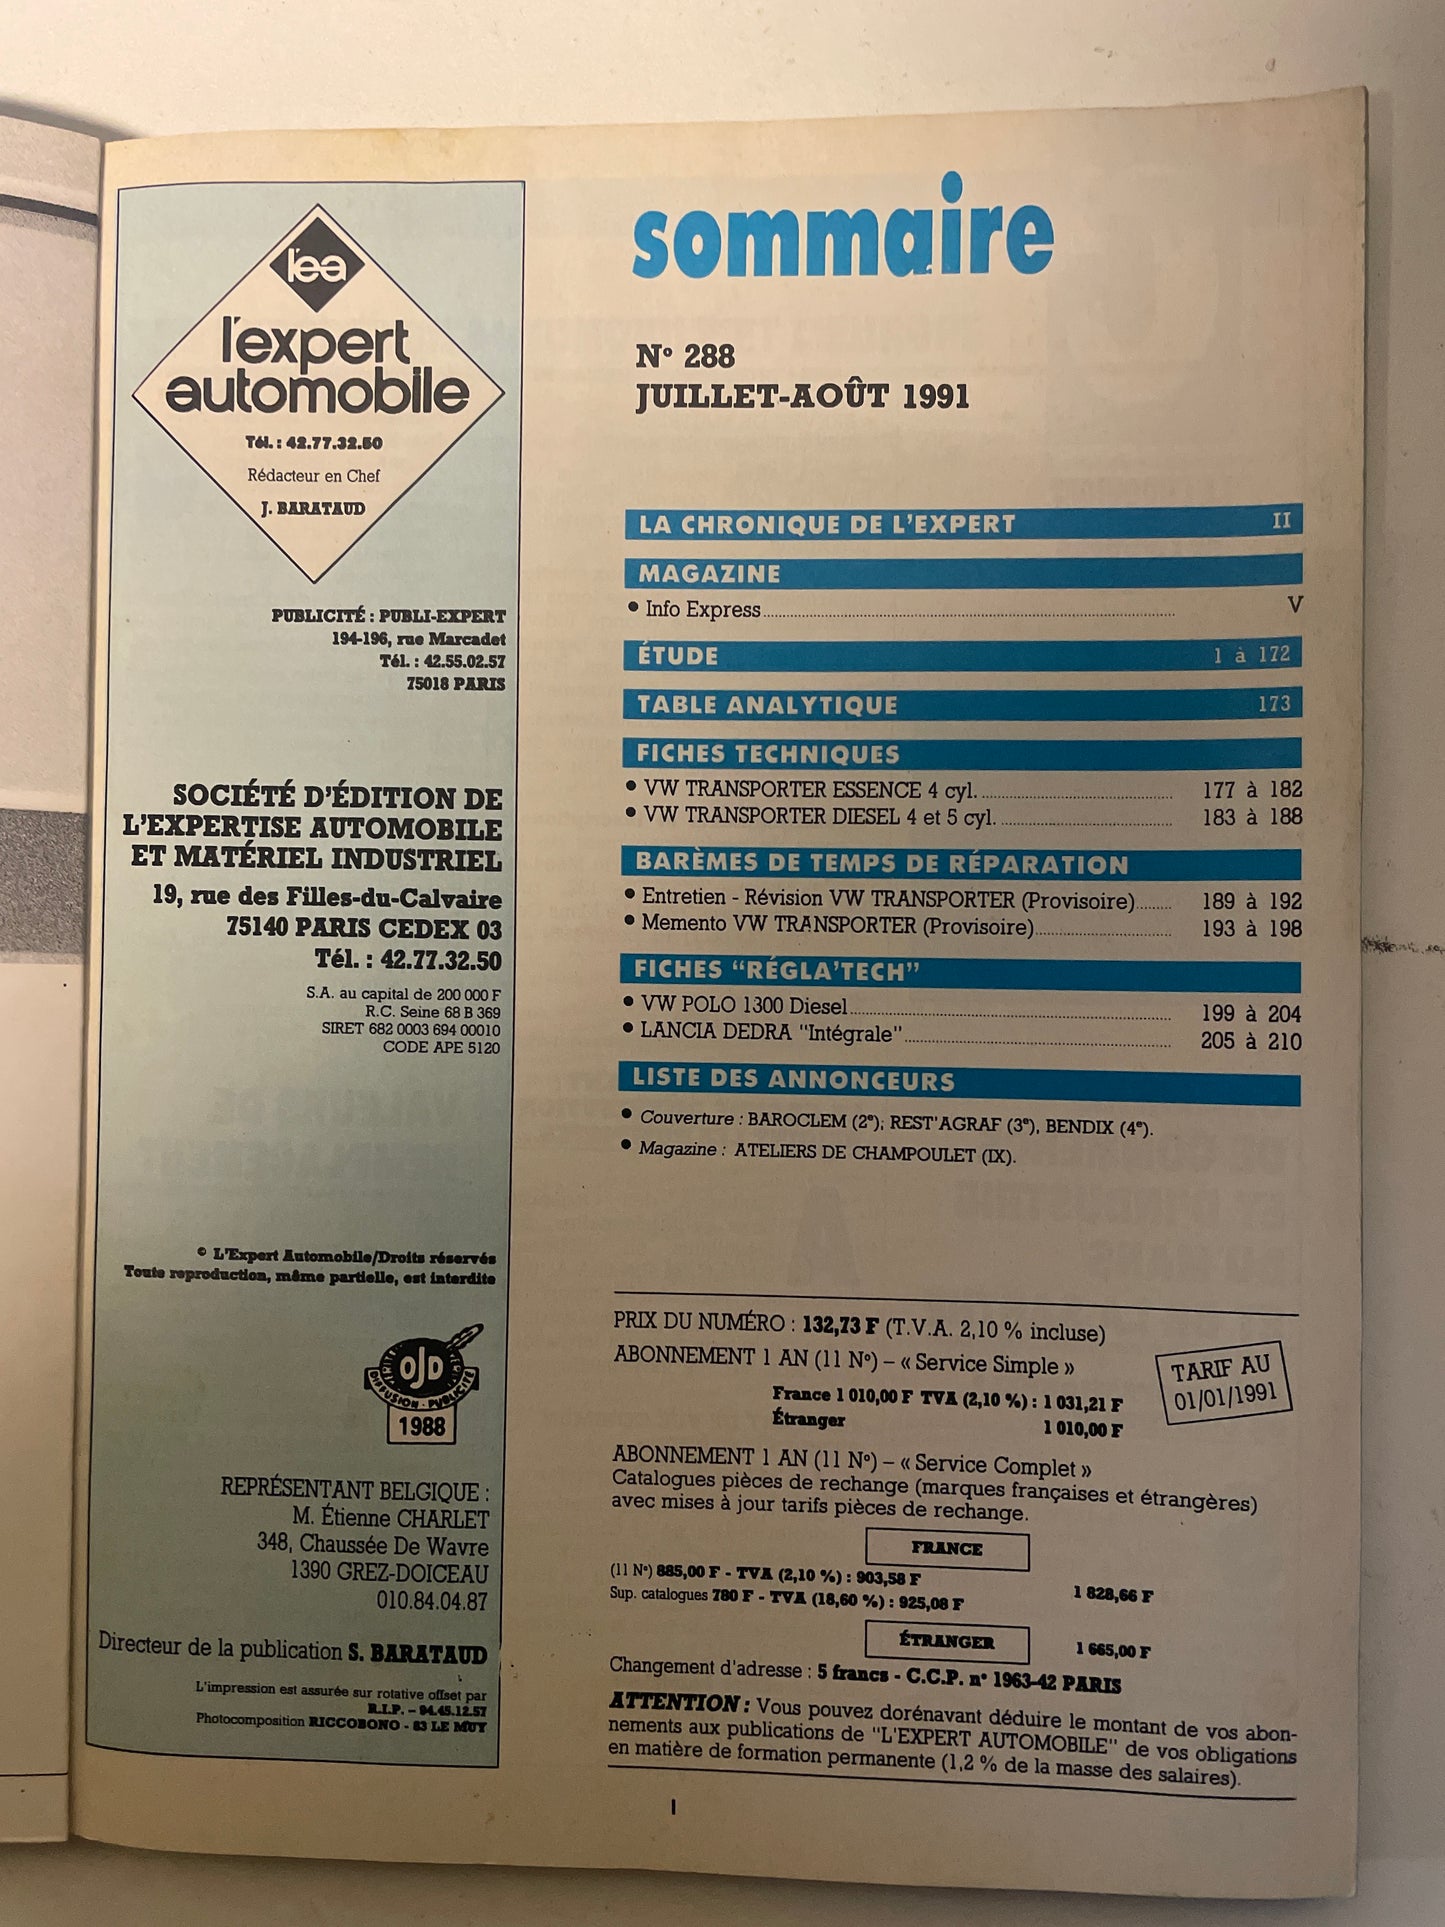 l'ea
l'expert
automobile
Tél. : 42.77.32.50
Rédacteur en Chef
J. BARATAUD
PUBLICITÉ : PUBLI-EXPERT
194-196, rue Marcadet
Tél. : 42.55.02.57
75018 PARIS
SOCIÉTÉ D'ÉDITION DE
L'EXPERTISE AUTOMOBILE
ET MATÉRIEL INDUSTRIEL
19, rue des Filles-du-Calvaire
75140 PARIS CEDEX 03
Tél. : 42.77.32.50
S.A. au capital de 200 000 F
R.C. Seine 68 B 369
SIRET 682 0003 694 00010
CODE APE 5120
© L'Expert Automobile/Droits réservés
Toute reproduction, même partielle, est interdite
OJD
DIFFUSION - PUBLICITÉ
1988
REPRÉSENTANT BELGIQUE :
M. Étienne CHARLET
348, Chaussée De Wavre
1390 GREZ-DOICEAU
010.84.04.87
Directeur de la publication S. BARATAUD
L'impression est assurée sur rotative offset par
R.I.P. – 94.45.12.57
Photocomposition RICCOBONO - 83 LE MUY
sommaire
N° 288
JUILLET-AOÛT 1991
LA CHRONIQUE DE L'EXPERT II
MAGAZINE
• Info Express V
ÉTUDE 1 à 172
TABLE ANALYTIQUE 173
FICHES TECHNIQUES
• VW TRANSPORTER ESSENCE 4 cyl. 177 à 182
• VW TRANSPORTER DIESEL 4 et 5 cyl. 183 à 188
BARÈMES DE TEMPS DE RÉPARATION
• Entretien - Révision VW TRANSPORTER (Provisoire) 189 à 192
• Memento VW TRANSPORTER (Provisoire) 193 à 198
FICHES "RÉGLA'TECH"
• VW POLO 1300 Diesel 199 à 204
• LANCIA DEDRA "Intégrale" 205 à 210
LISTE DES ANNONCEURS
• Couverture : BAROCLEM (2e); REST'AGRAF (3e), BENDIX (4e).
• Magazine : ATELIERS DE CHAMPOULET (IX).
PRIX DU NUMÉRO : 132,73 F (T.V.A. 2,10 % incluse)
ABONNEMENT 1 AN (11 N°) – « Service Simple »
France 1 010,00 F TVA (2,10 %) : 1 031,21 F
Étranger 1 010,00 F
TARIF AU
01/01/1991
ABONNEMENT 1 AN (11 N°) – « Service Complet »
Catalogues pièces de rechange (marques françaises et étrangères)
avec mises à jour tarifs pièces de rechange.
FRANCE
(11 N°) 885,00 F - TVA (2,10 %) : 903,58 F
Sup. catalogues 780 F - TVA (18,60 %) : 925,08 F
1 828,66 F
ÉTRANGER 1 665,00 F
Changement d'adresse : 5 francs - C.C.P. n° 1963-42 PARIS
ATTENTION : Vous pouvez dorénavant déduire le montant de vos abon-
nements aux publications de "L'EXPERT AUTOMOBILE" de vos obligations
en matière de formation permanente (1,2 % de la masse des salaires).
I